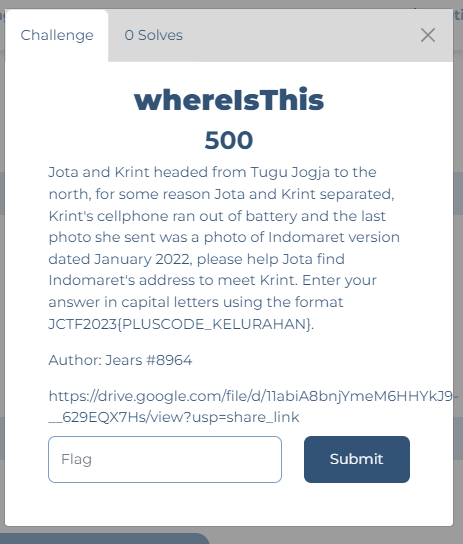 Challenge
0 Solves
whereIsThis
500
Jota and Krint headed from Tugu Jogja to the
north, for some reason Jota and Krint separated,
Krint's cellphone ran out of battery and the last
photo she sent was a photo of Indomaret version
dated January 2022, please help Jota find
Indomaret's address to meet Krint. Enter your
answer in capital letters using the format
JCTF2023{PLUSCODE_KELURAHAN}.
Author: Jears #8964
https://drive.google.com/file/d/11abiA8bnjYmeM6HHYkJ9-
__629EQX7Hs/view?usp=share_link
Flag
Submit